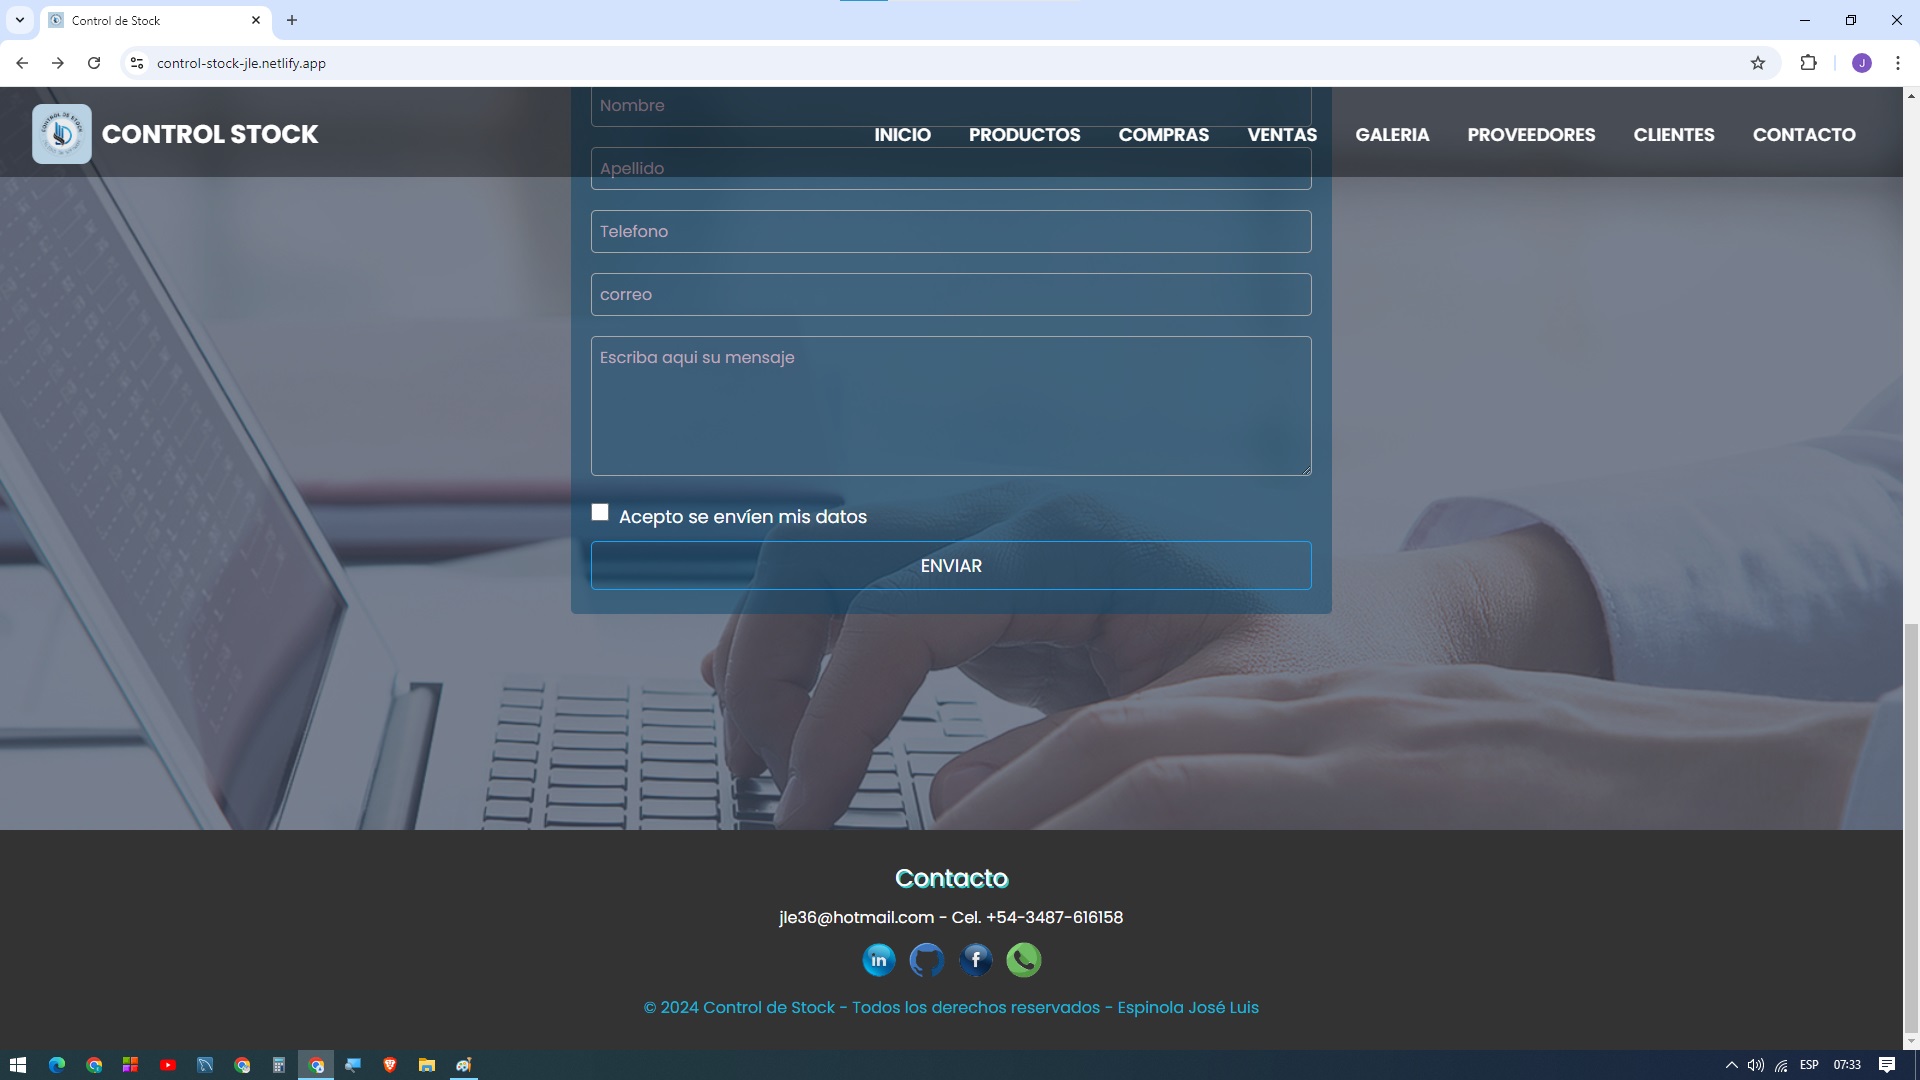 Control de Stock
control-stock-jle.netlify.app
J
CONTROL STOCK
INICIO PRODUCTOS COMPRAS VENTAS GALERIA PROVEEDORES CLIENTES CONTACTO
Nombre
Apellido
Telefono
correo
Escriba aqui su mensaje
Acepto se envíen mis datos
ENVIAR
Contacto
jle36@hotmail.com - Cel. +54-3487-616158
in f
© 2024 Control de Stock - Todos los derechos reservados - Espinola José Luis
ESP 07:33